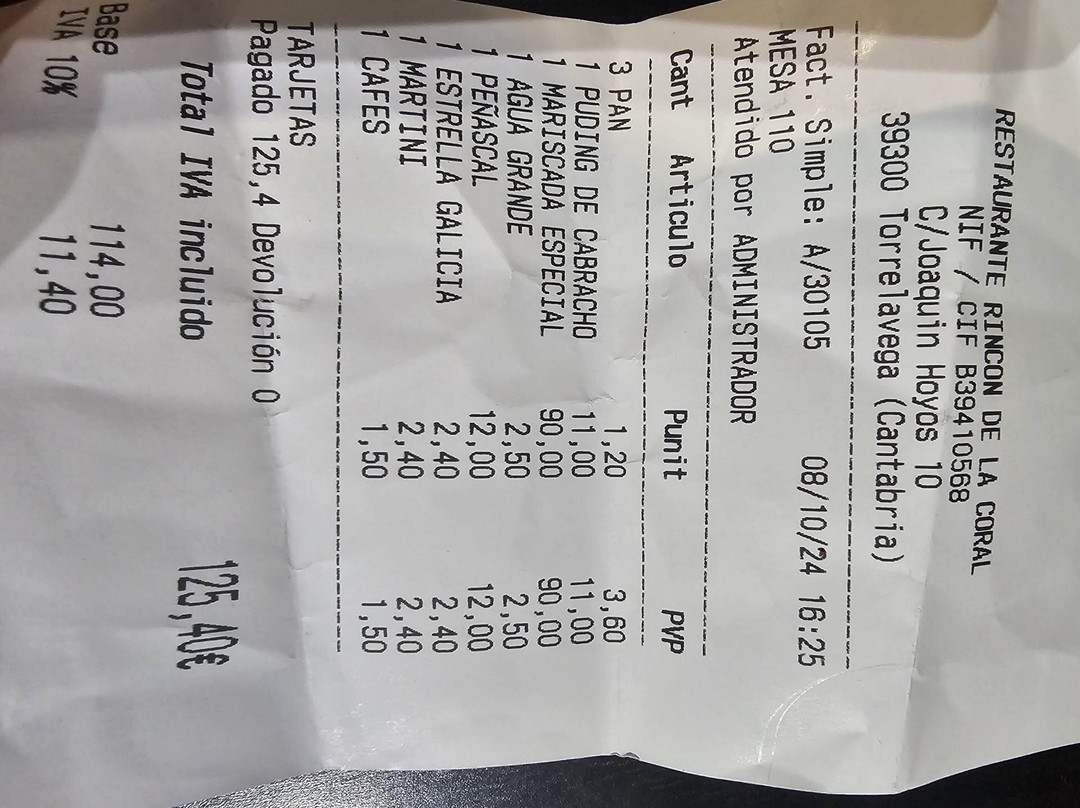 RESTAURANTE RINCON DE LA CORAL
NIF / CIF B39410568
C/Joaquin Hoyos 10
39300 Torrelavega (Cantabria)
Fact. Simple: A/30105 08/10/24 16:25
MESA 110
Atendido por ADMINISTRADOR
Cant Articulo Punit PVP
3 PAN 1,20 3,60
1 PUDING DE CABRACHO 11,00 11,00
1 MARISCADA ESPECIAL 90,00 90,00
1 AGUA GRANDE 2,50 2,50
1 PEÑASCAL 12,00 12,00
1 ESTRELLA GALICIA 2,40 2,40
1 MARTINI 2,40 2,40
1 CAFES 1,50 1,50
TARJETAS
Pagado 125,4 Devolución 0
Total IVA incluido 125,40€
Base 114,00
IVA 10% 11,40